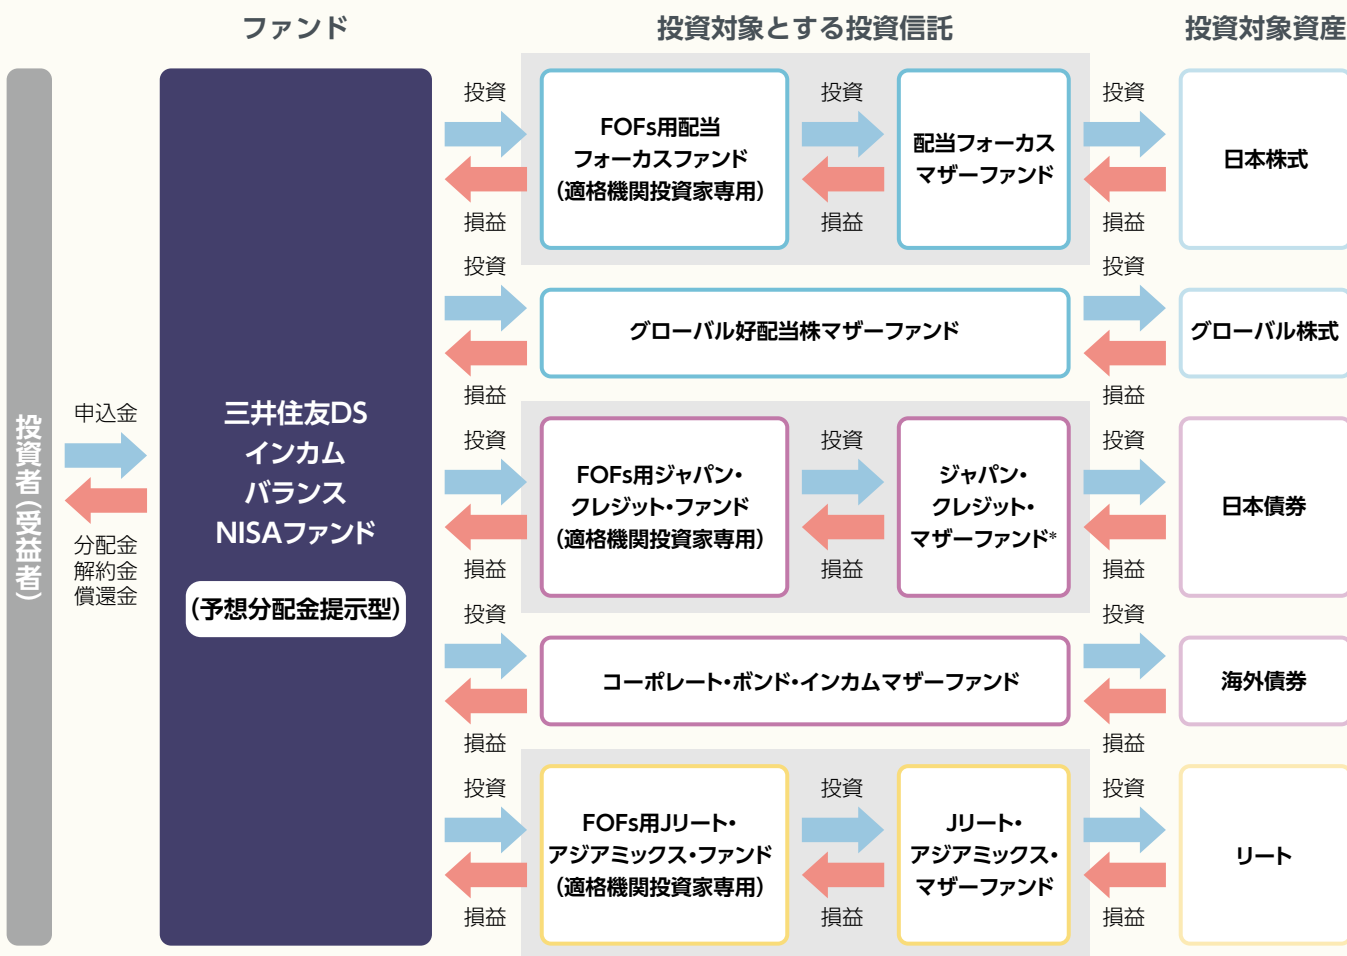 ファンド
投資対象とする投資信託
投資対象資産
投資者(受益者)
申込金
分配金
解約金
償還金
三井住友DS
インカム
バランス
NISAファンド
(予想分配金提示型)
投資
損益
FOFs用配当
フォーカスファンド
(適格機関投資家専用)
投資
損益
配当フォーカス
マザーファンド
投資
損益
日本株式
投資
損益
グローバル好配当株マザーファンド
投資
損益
グローバル株式
投資
損益
FOFs用ジャパン・
クレジット・ファンド
(適格機関投資家専用)
投資
損益
ジャパン・
クレジット・
マザーファンド*
投資
損益
日本債券
投資
損益
コーポレート・ボンド・インカムマザーファンド
投資
損益
海外債券
投資
損益
FOFs用Jリート・
アジアミックス・ファンド
(適格機関投資家専用)
投資
損益
Jリート・
アジアミックス・
マザーファンド
投資
損益
リート